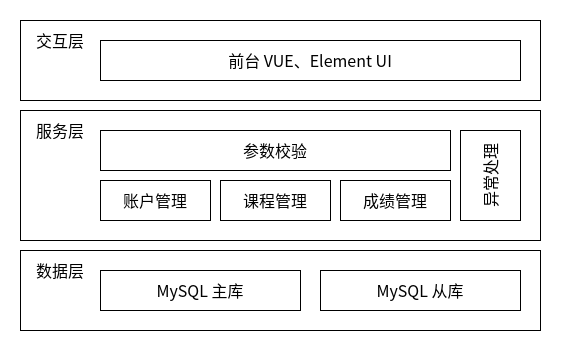 交互层
前台 VUE、Element UI
服务层
参数校验
账户管理
课程管理
成绩管理
异常处理
数据层
MySQL 主库
MySQL 从库